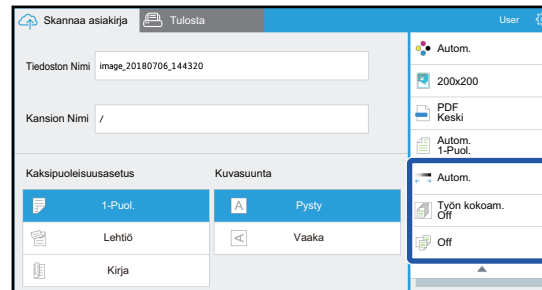 Skannaa asiakirja
Tulosta
User
Tiedoston Nimi
image_20180706_144320
Kansion Nimi
/
Kaksipuoleisuusasetus
Kuvasuunta
1-Puol.
Lehtiö
Kirja
A
Pysty
A
Vaaka
Autom.
200x200
PDF
Keski
Autom.
1-Puol.
Autom.
Työn kokoam.
Off
Off